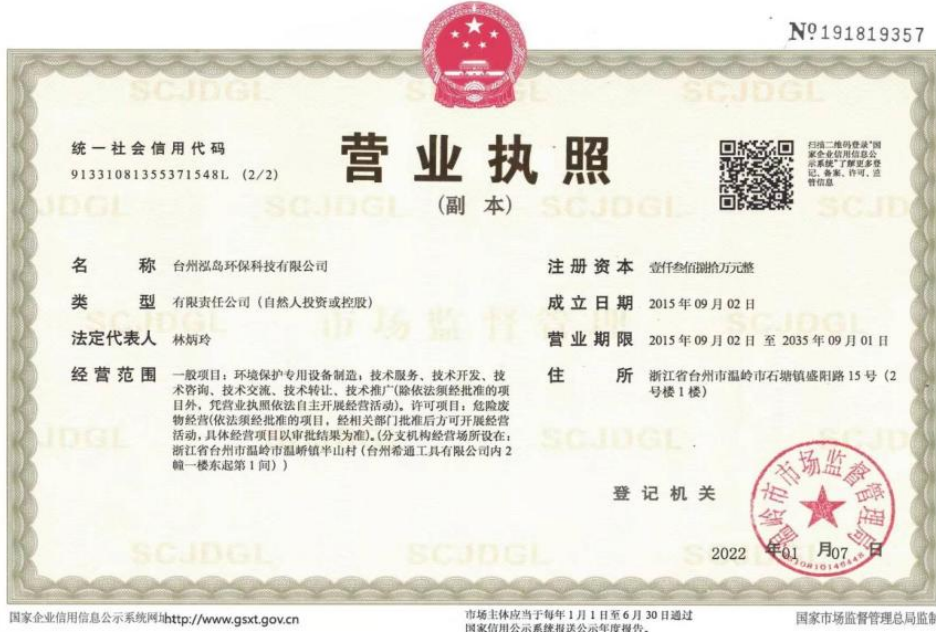 №191819357
统一社会信用代码
91331081355371548L (2/2)
营业执照
(副 本)
扫描二维码登录"国
家企业信用信息公
示系统"了解更多登
记、备案、许可、监
管信息
名 称 台州泓岛环保科技有限公司
类 型 有限责任公司（自然人投资或控股）
法定代表人 林炳玲
经营范围 一般项目：环境保护专用设备制造；技术服务、技术开发、技
术咨询、技术交流、技术转让、技术推广(除依法须经批准的项
目外，凭营业执照依法自主开展经营活动)。许可项目：危险废
物经营(依法须经批准的项目，经相关部门批准后方可开展经营
活动，具体经营项目以审批结果为准)。(分支机构经营场所设在：
浙江省台州市温岭市温峤镇半山村（台州希通工具有限公司内2
幢一楼东起第1间））
注册资本 壹仟叁佰捌拾万元整
成立日期 2015年09月02日
营业期限 2015年09月02日 至 2035年09月01日
住 所 浙江省台州市温岭市石塘镇盛阳路15号（2
号楼1楼）
登记机关
温岭市市场监督管理局
2022 年01 月07 日
SCJDGL
市场监督管理
国家企业信用信息公示系统网址http://www.gsxt.gov.cn
市场主体应当于每年1月1日至6月30日通过
国家信用公示系统报送公示年度报告。
国家市场监督管理总局监制